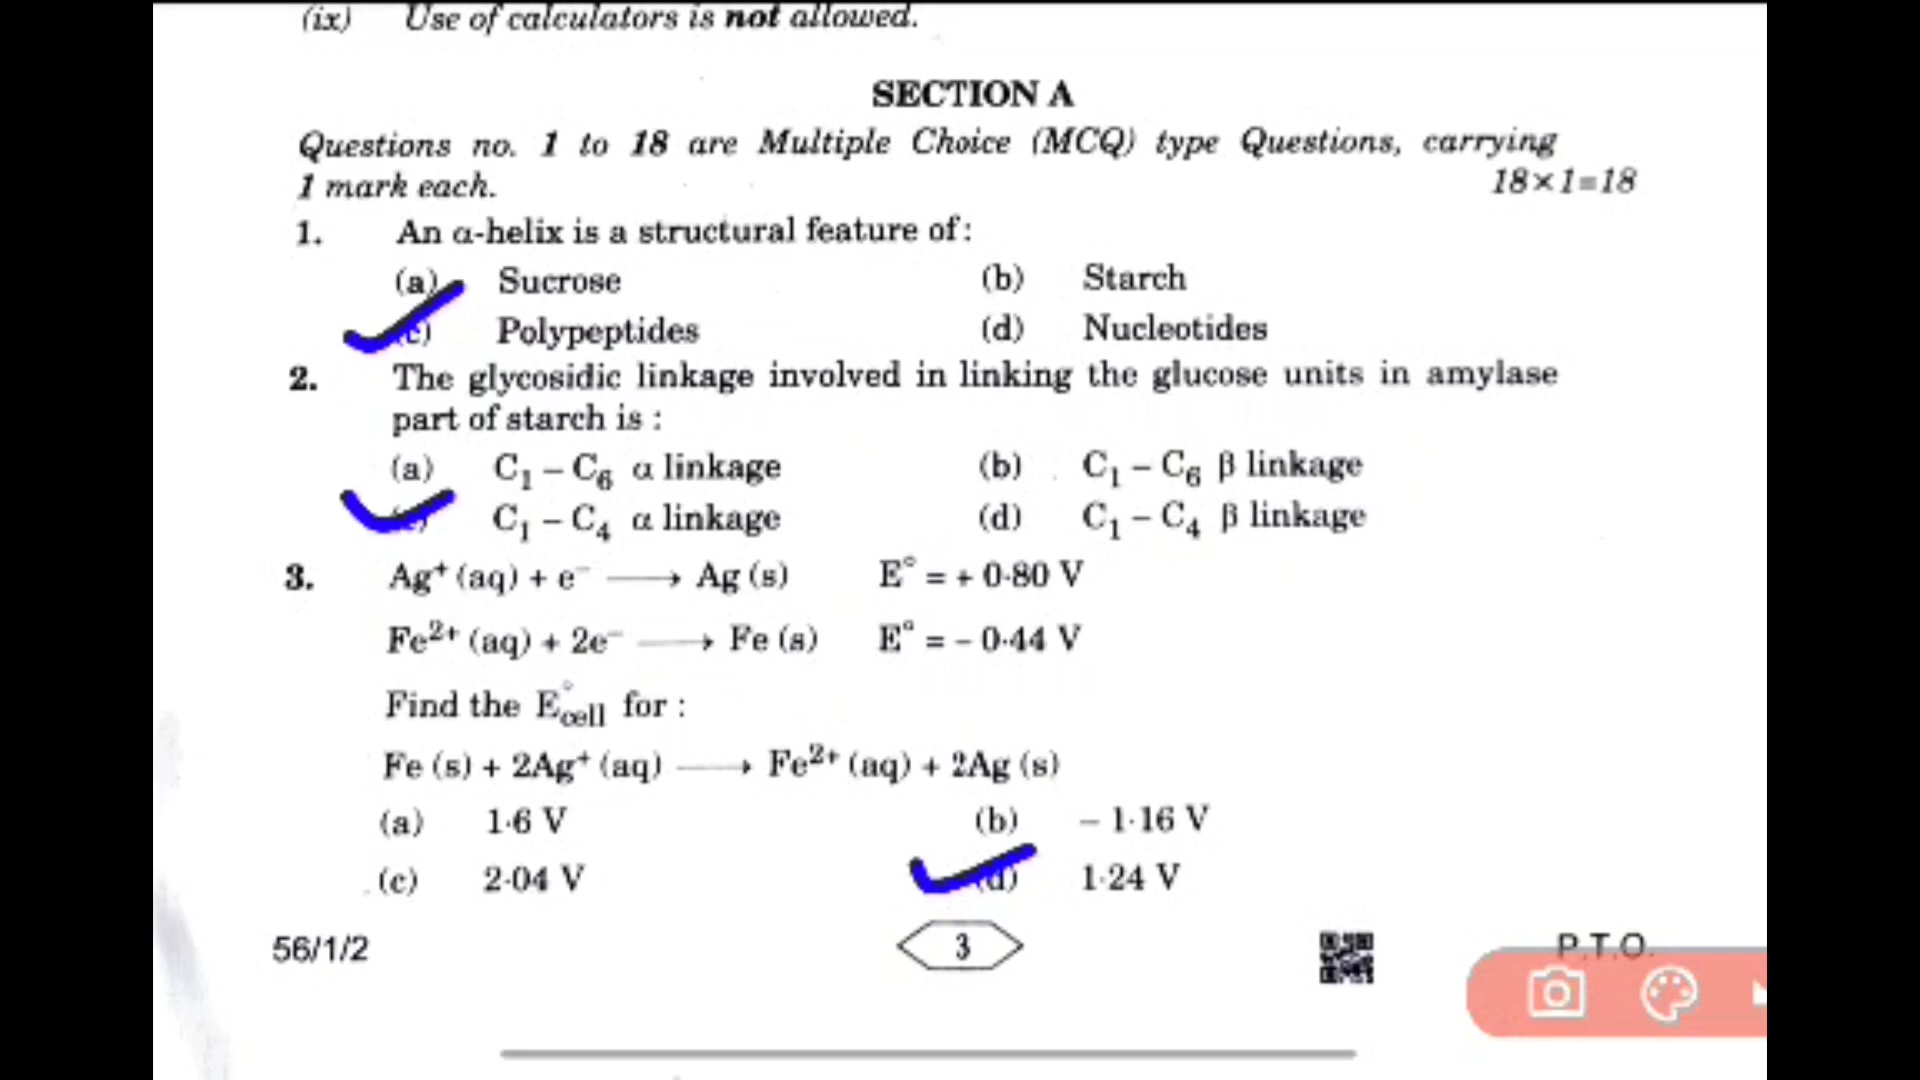 (ix) Use of calculators is not allowed.
SECTION A
Questions no. 1 to 18 are Multiple Choice (MCQ) type Questions, carrying
1 mark each. 18×1=18
1. An α-helix is a structural feature of :
(a) Sucrose (b) Starch
(c) Polypeptides (d) Nucleotides
2. The glycosidic linkage involved in linking the glucose units in amylase
part of starch is :
(a) C₁ – C₆ α linkage (b) C₁ – C₆ β linkage
(c) C₁ – C₄ α linkage (d) C₁ – C₄ β linkage
3. Ag⁺ (aq) + e⁻ ⟶ Ag (s) E° = + 0·80 V
Fe²⁺ (aq) + 2e⁻ ⟶ Fe (s) E° = – 0·44 V
Find the E°cell for :
Fe (s) + 2Ag⁺ (aq) ⟶ Fe²⁺ (aq) + 2Ag (s)
(a) 1·6 V (b) – 1·16 V
(c) 2·04 V (d) 1·24 V
56/1/2 3 P.T.O.